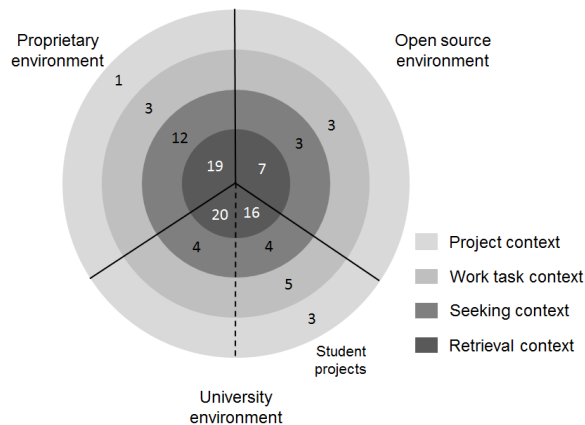 Proprietary
environment
Open source
environment
1
3
3
12
3
19
7
20
16
4
4
5
3
Student
projects
University
environment
Project context
Work task context
Seeking context
Retrieval context